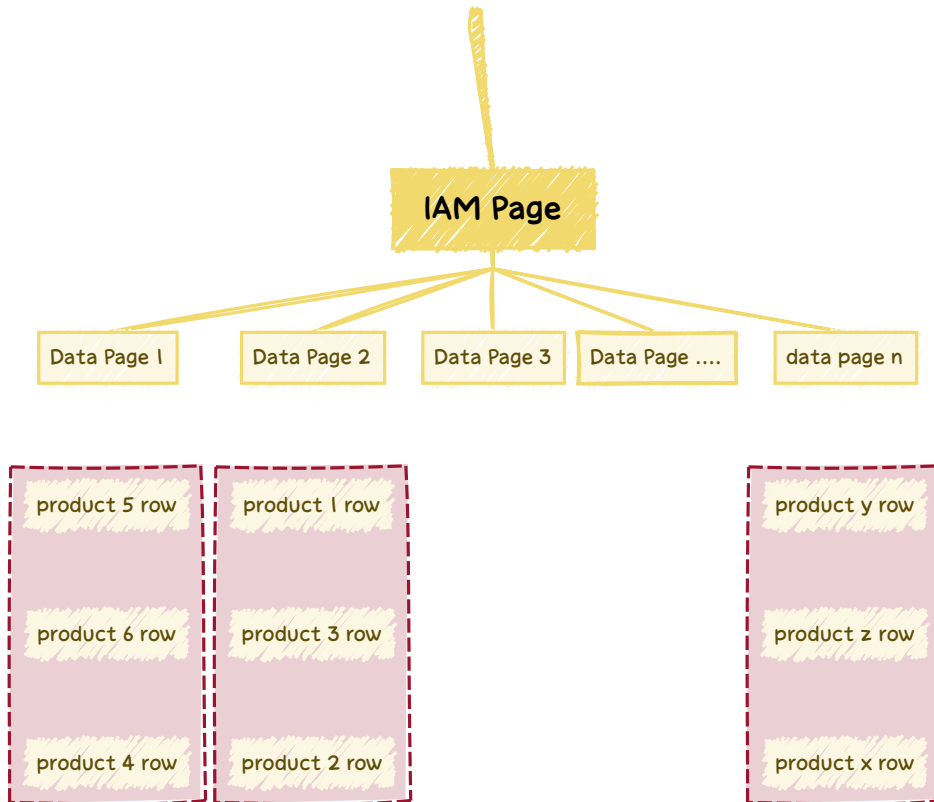 IAM Page
Data Page 1
Data Page 2
Data Page 3
Data Page ....
data page n
product 5 row
product 1 row
product y row
product 6 row
product 3 row
product z row
product 4 row
product 2 row
product x row